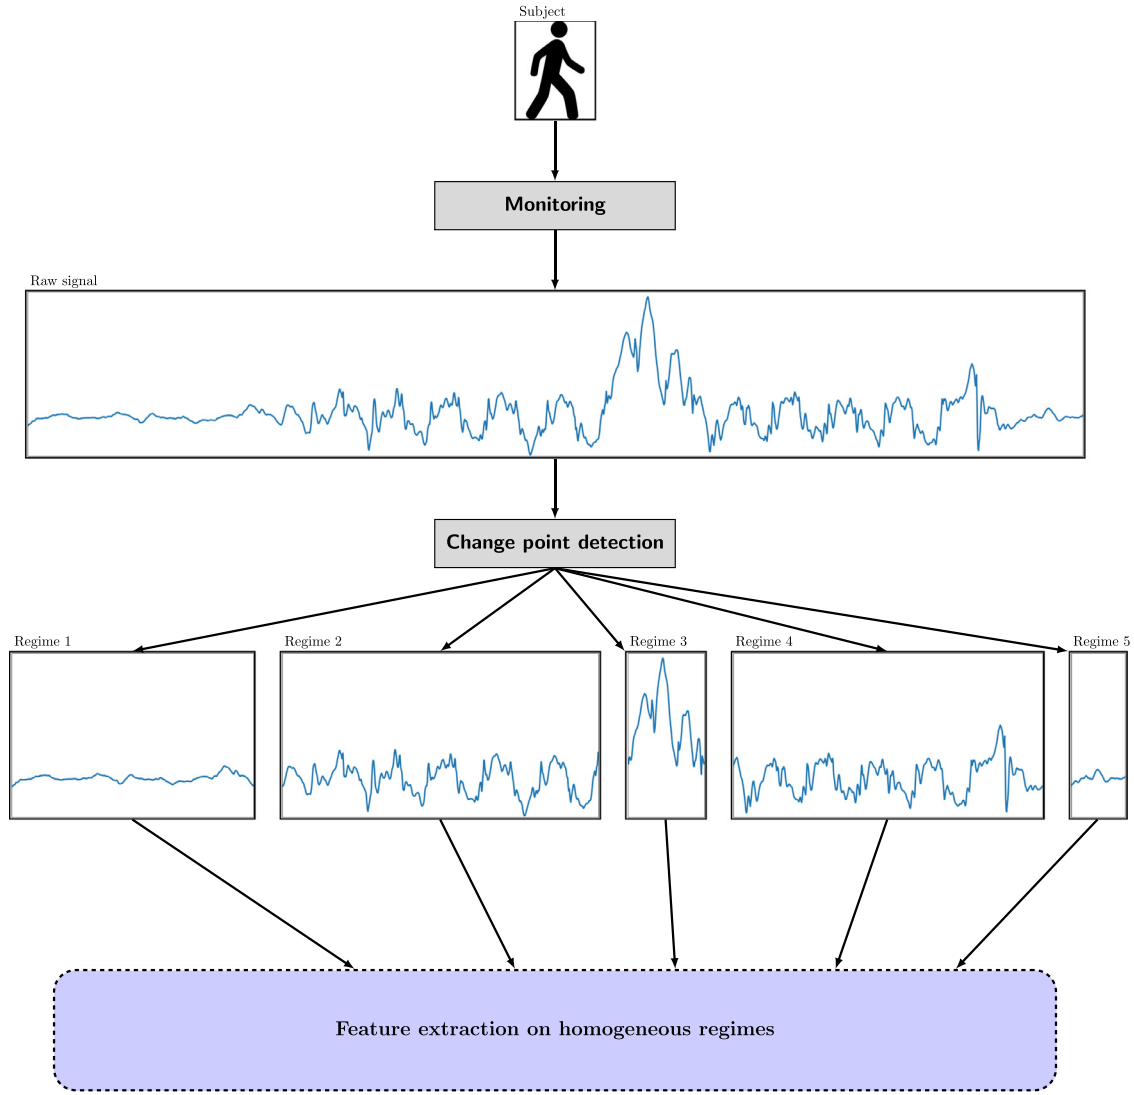 Subject
Monitoring
Raw signal
Change point detection
Regime 1
Regime 2
Regime 3
Regime 4
Regime 5
Feature extraction on homogeneous regimes